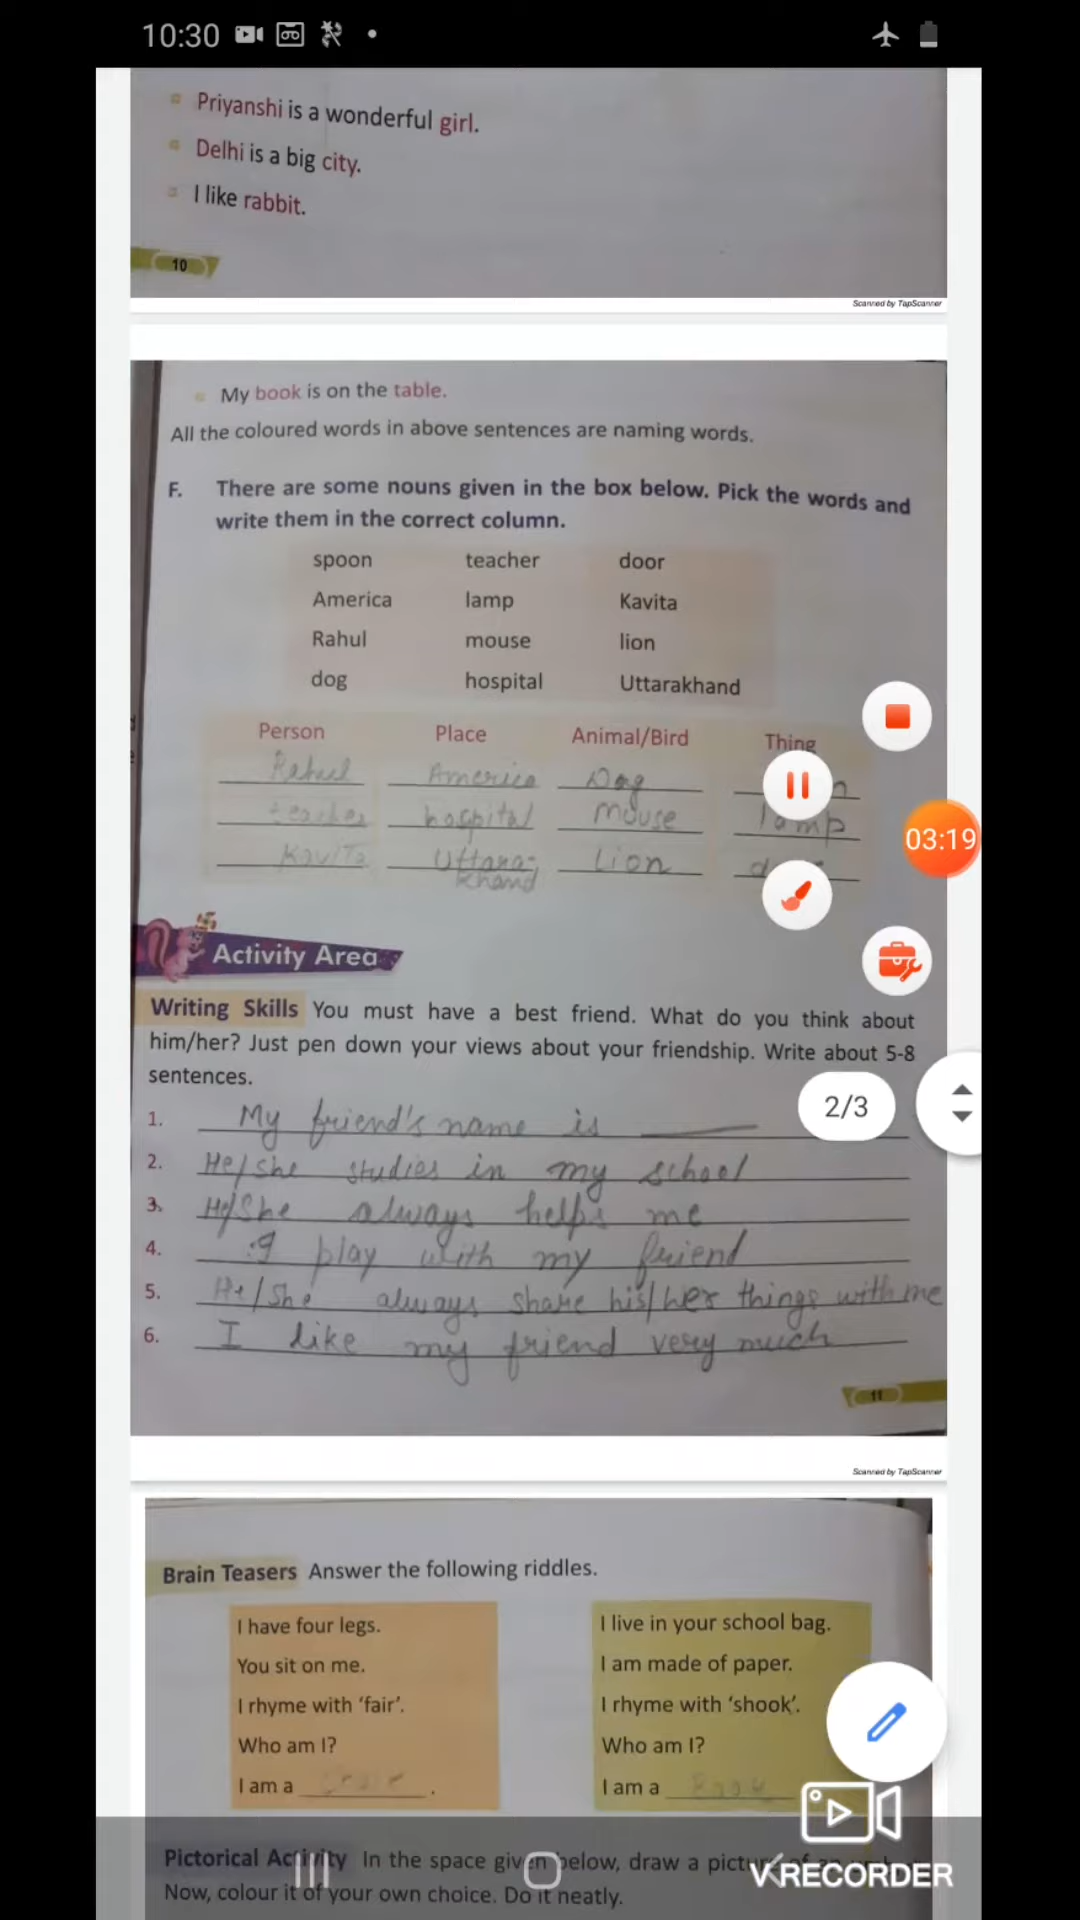 10:30
Priyanshi is a wonderful girl.
Delhi is a big city.
I like rabbit.
10
Scanned by TapScanner
My book is on the table.
All the coloured words in above sentences are naming words.
F. There are some nouns given in the box below. Pick the words and
write them in the correct column.
spoon teacher door
America lamp Kavita
Rahul mouse lion
dog hospital Uttarakhand
Person Place Animal/Bird Thing
Rahul America Dog
teacher hospital mouse lamp
Kavita Uttara- Lion
khand
03:19
Activity Area
Writing Skills You must have a best friend. What do you think about
him/her? Just pen down your views about your friendship. Write about 5-8
sentences.
2/3
1. My friend's name is
2. He/She studies in my school
3. He/She always helps me
4. I play with my friend
5. He/She always share his/her things with me
6. I like my friend very much
11
Scanned by TapScanner
Brain Teasers Answer the following riddles.
I have four legs.
You sit on me.
I rhyme with 'fair'.
Who am I?
I am a .
I live in your school bag.
I am made of paper.
I rhyme with 'shook'.
Who am I?
I am a Book
Pictorial Activity In the space given below, draw a picture of an
Now, colour it of your own choice. Do it neatly.
VRECORDER